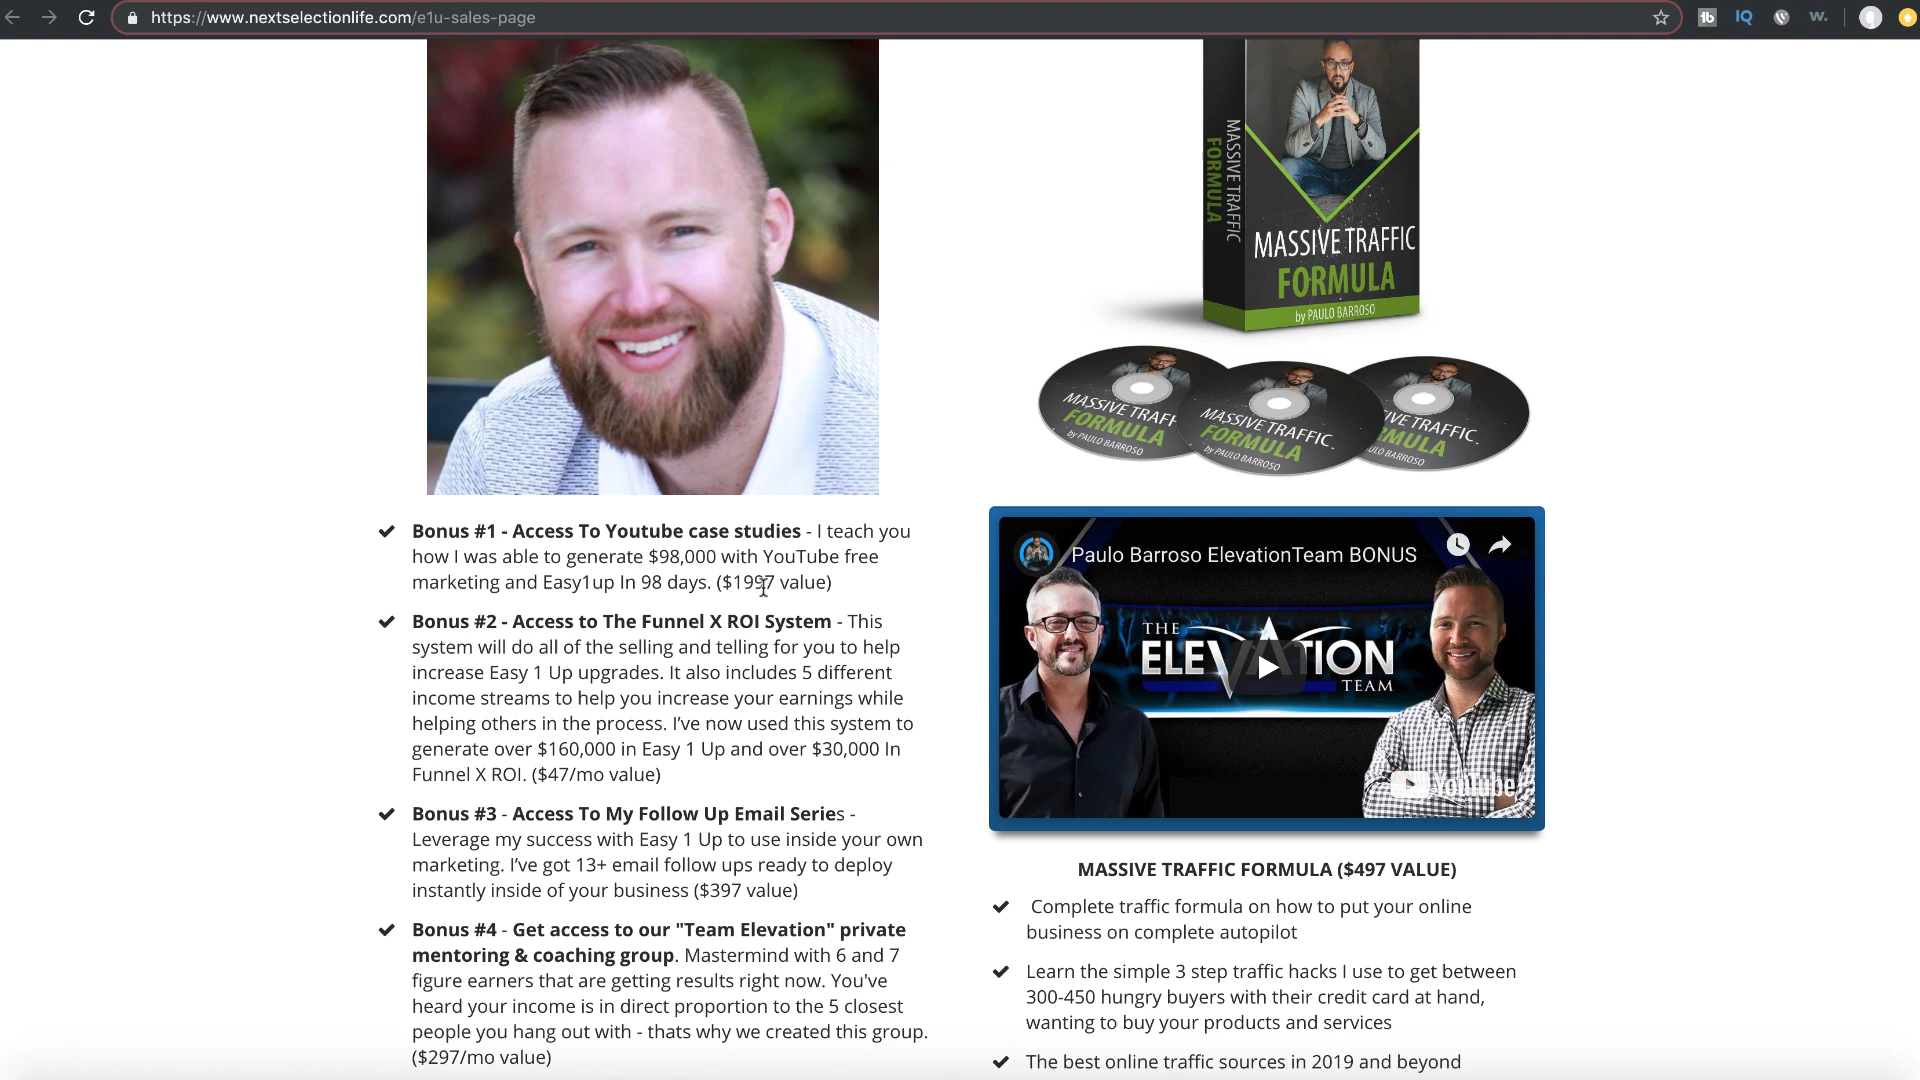 https://www.nextselectionlife.com/e1u-sales-page
tb
IQ
w.
MASSIVE TRAFFIC
FORMULA
MASSIVE TRAFFIC
FORMULA
by PAULO BARROSO
MASSIVE TRAFF
FORMULA
by PAULO BARROSO
MASSIVE TRAFFIC
FORMULA
by PAULO BARROSO
IVE TRAFFIC
RMULA
ULO BARROSO
Bonus #1 - Access To Youtube case studies - I teach you
how I was able to generate $98,000 with YouTube free
marketing and Easy1up In 98 days. ($1997 value)
Bonus #2 - Access to The Funnel X ROI System - This
system will do all of the selling and telling for you to help
increase Easy 1 Up upgrades. It also includes 5 different
income streams to help you increase your earnings while
helping others in the process. I've now used this system to
generate over $160,000 in Easy 1 Up and over $30,000 In
Funnel X ROI. ($47/mo value)
Bonus #3 - Access To My Follow Up Email Series -
Leverage my success with Easy 1 Up to use inside your own
marketing. I've got 13+ email follow ups ready to deploy
instantly inside of your business ($397 value)
Bonus #4 - Get access to our "Team Elevation" private
mentoring & coaching group. Mastermind with 6 and 7
figure earners that are getting results right now. You've
heard your income is in direct proportion to the 5 closest
people you hang out with - thats why we created this group.
($297/mo value)
Paulo Barroso ElevationTeam BONUS
THE
ELEVATION
TEAM
YouTube
MASSIVE TRAFFIC FORMULA ($497 VALUE)
Complete traffic formula on how to put your online
business on complete autopilot
Learn the simple 3 step traffic hacks I use to get between
300-450 hungry buyers with their credit card at hand,
wanting to buy your products and services
The best online traffic sources in 2019 and beyond